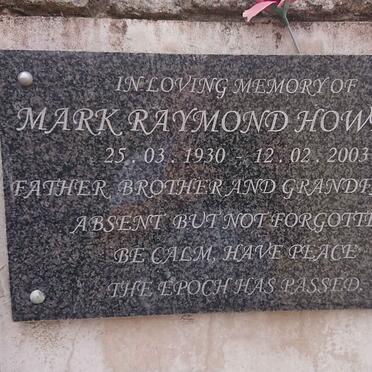 IN LOVING MEMORY OF
MARK RAYMOND HOW
25 . 03 . 1930 - 12 . 02 . 2003
FATHER BROTHER AND GRANDF
ABSENT BUT NOT FORGOTTE
BE CALM, HAVE PEACE
THE EPOCH HAS PASSED.